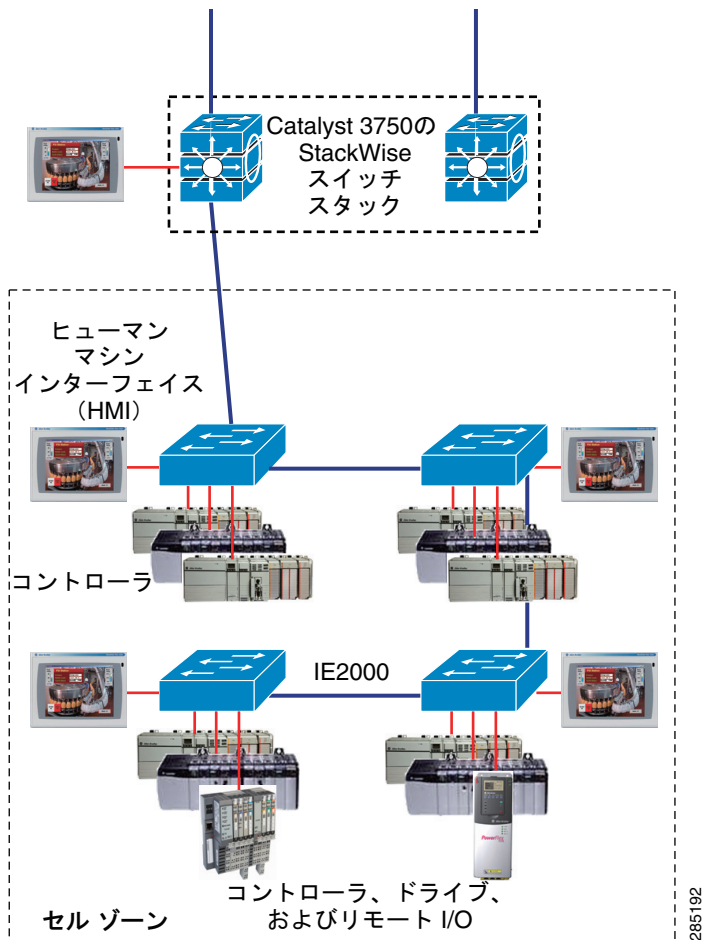 Catalyst 3750の
StackWise
スイッチ
スタック
ヒューマン
マシン
インターフェイス
（HMI）
コントローラ
IE2000
PowerFlex
コントローラ、ドライブ、
およびリモート I/O
セル ゾーン
285192